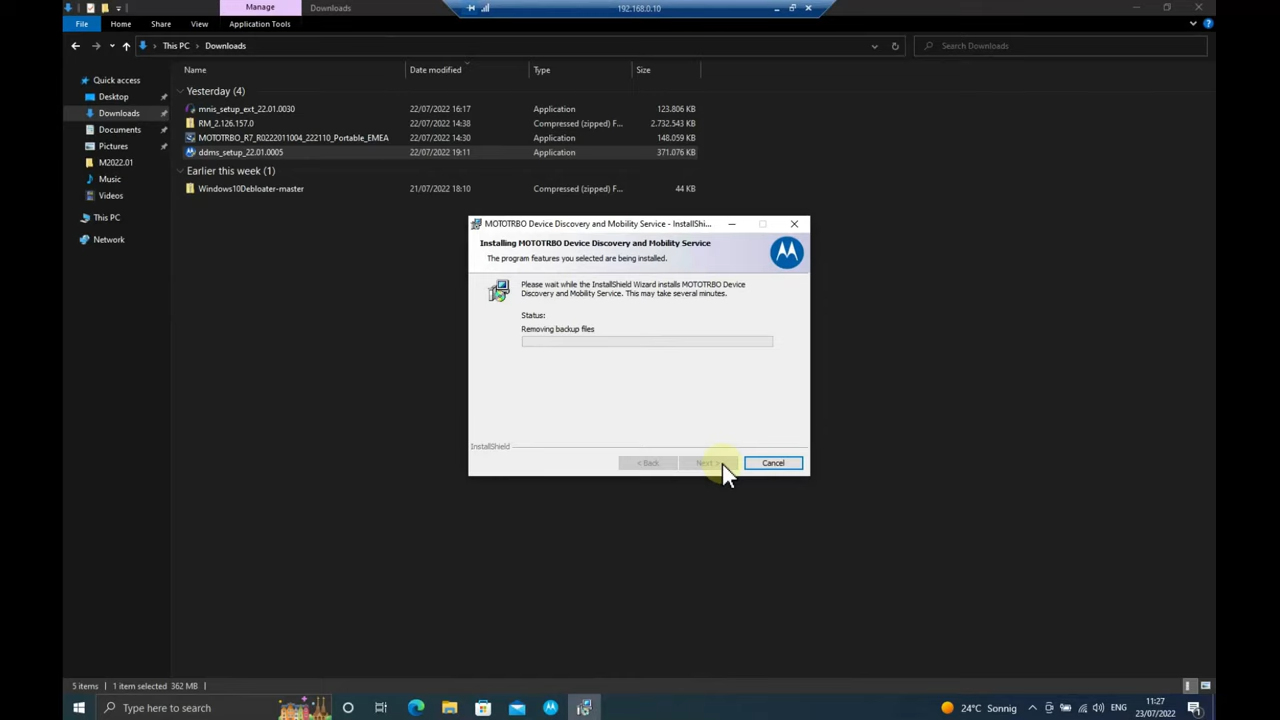 Manage
Downloads
192.168.0.10
File
Home
Share
View
Application Tools
This PC
Downloads
Search Downloads
Name
Date modified
Type
Size
Quick access
Desktop
Downloads
Documents
Pictures
M2022.01
Music
Videos
This PC
Network
Yesterday (4)
mnis_setup_ext_22.01.0030 22/07/2022 16:17 Application 123.806 KB
RM_2.126.157.0 22/07/2022 14:38 Compressed (zipped) F... 2.732.543 KB
MOTOTRBO_R7_R0222011004_222110_Portable_EMEA 22/07/2022 14:30 Application 148.059 KB
ddms_setup_22.01.0005 22/07/2022 19:11 Application 371.076 KB
Earlier this week (1)
Windows10Debloater-master 21/07/2022 18:10 Compressed (zipped) F... 44 KB
MOTOTRBO Device Discovery and Mobility Service - InstallShi...
Installing MOTOTRBO Device Discovery and Mobility Service
The program features you selected are being installed.
Please wait while the InstallShield Wizard installs MOTOTRBO Device
Discovery and Mobility Service. This may take several minutes.
Status:
Removing backup files
InstallShield
< Back
Next >
Cancel
5 items
1 item selected 362 MB
Type here to search
24°C Sonnig
ENG
11:27
23/07/2022